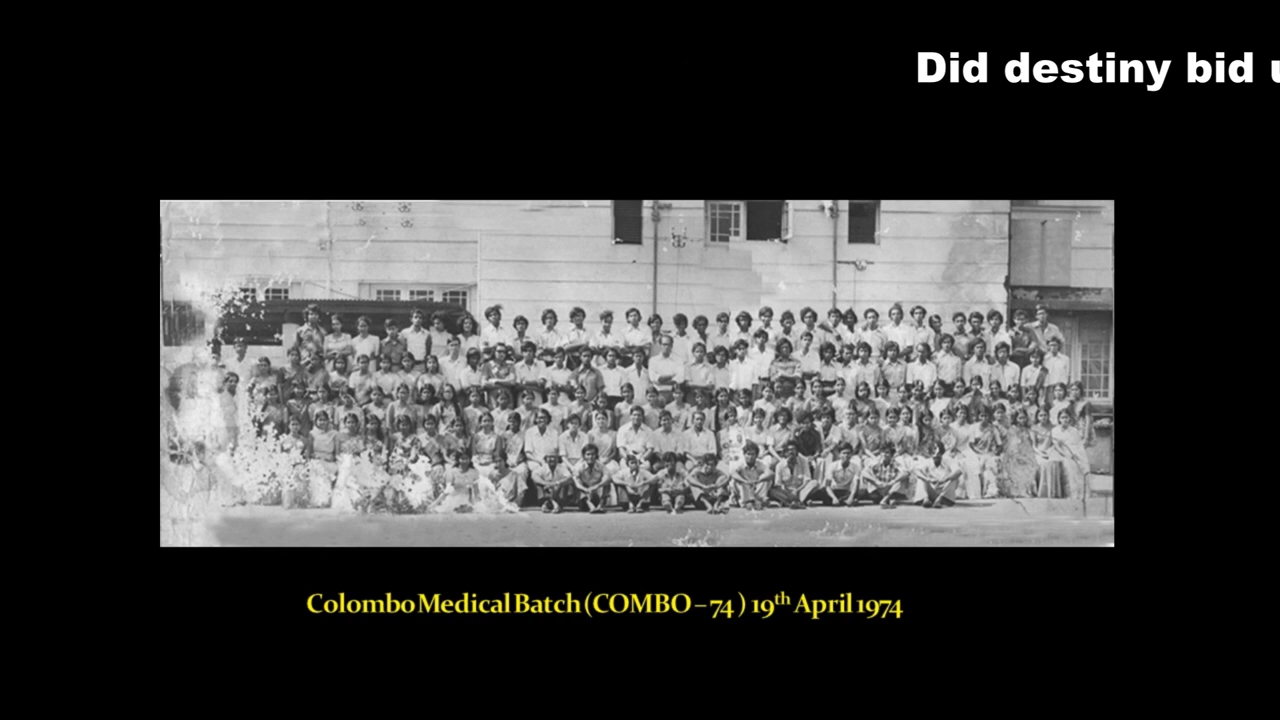 Did destiny bid
Colombo Medical Batch (COMBO – 74 ) 19th April 1974